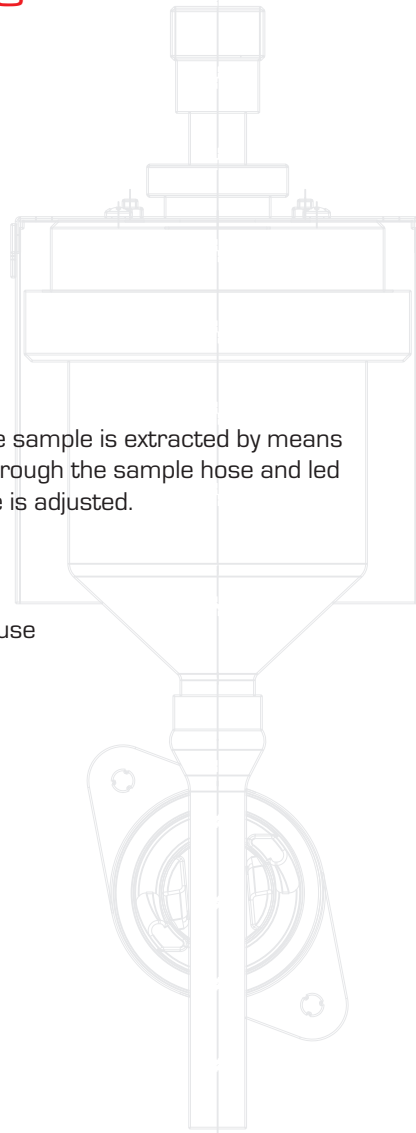 sample is extracted by means
rough the sample hose and led
is adjusted.
use